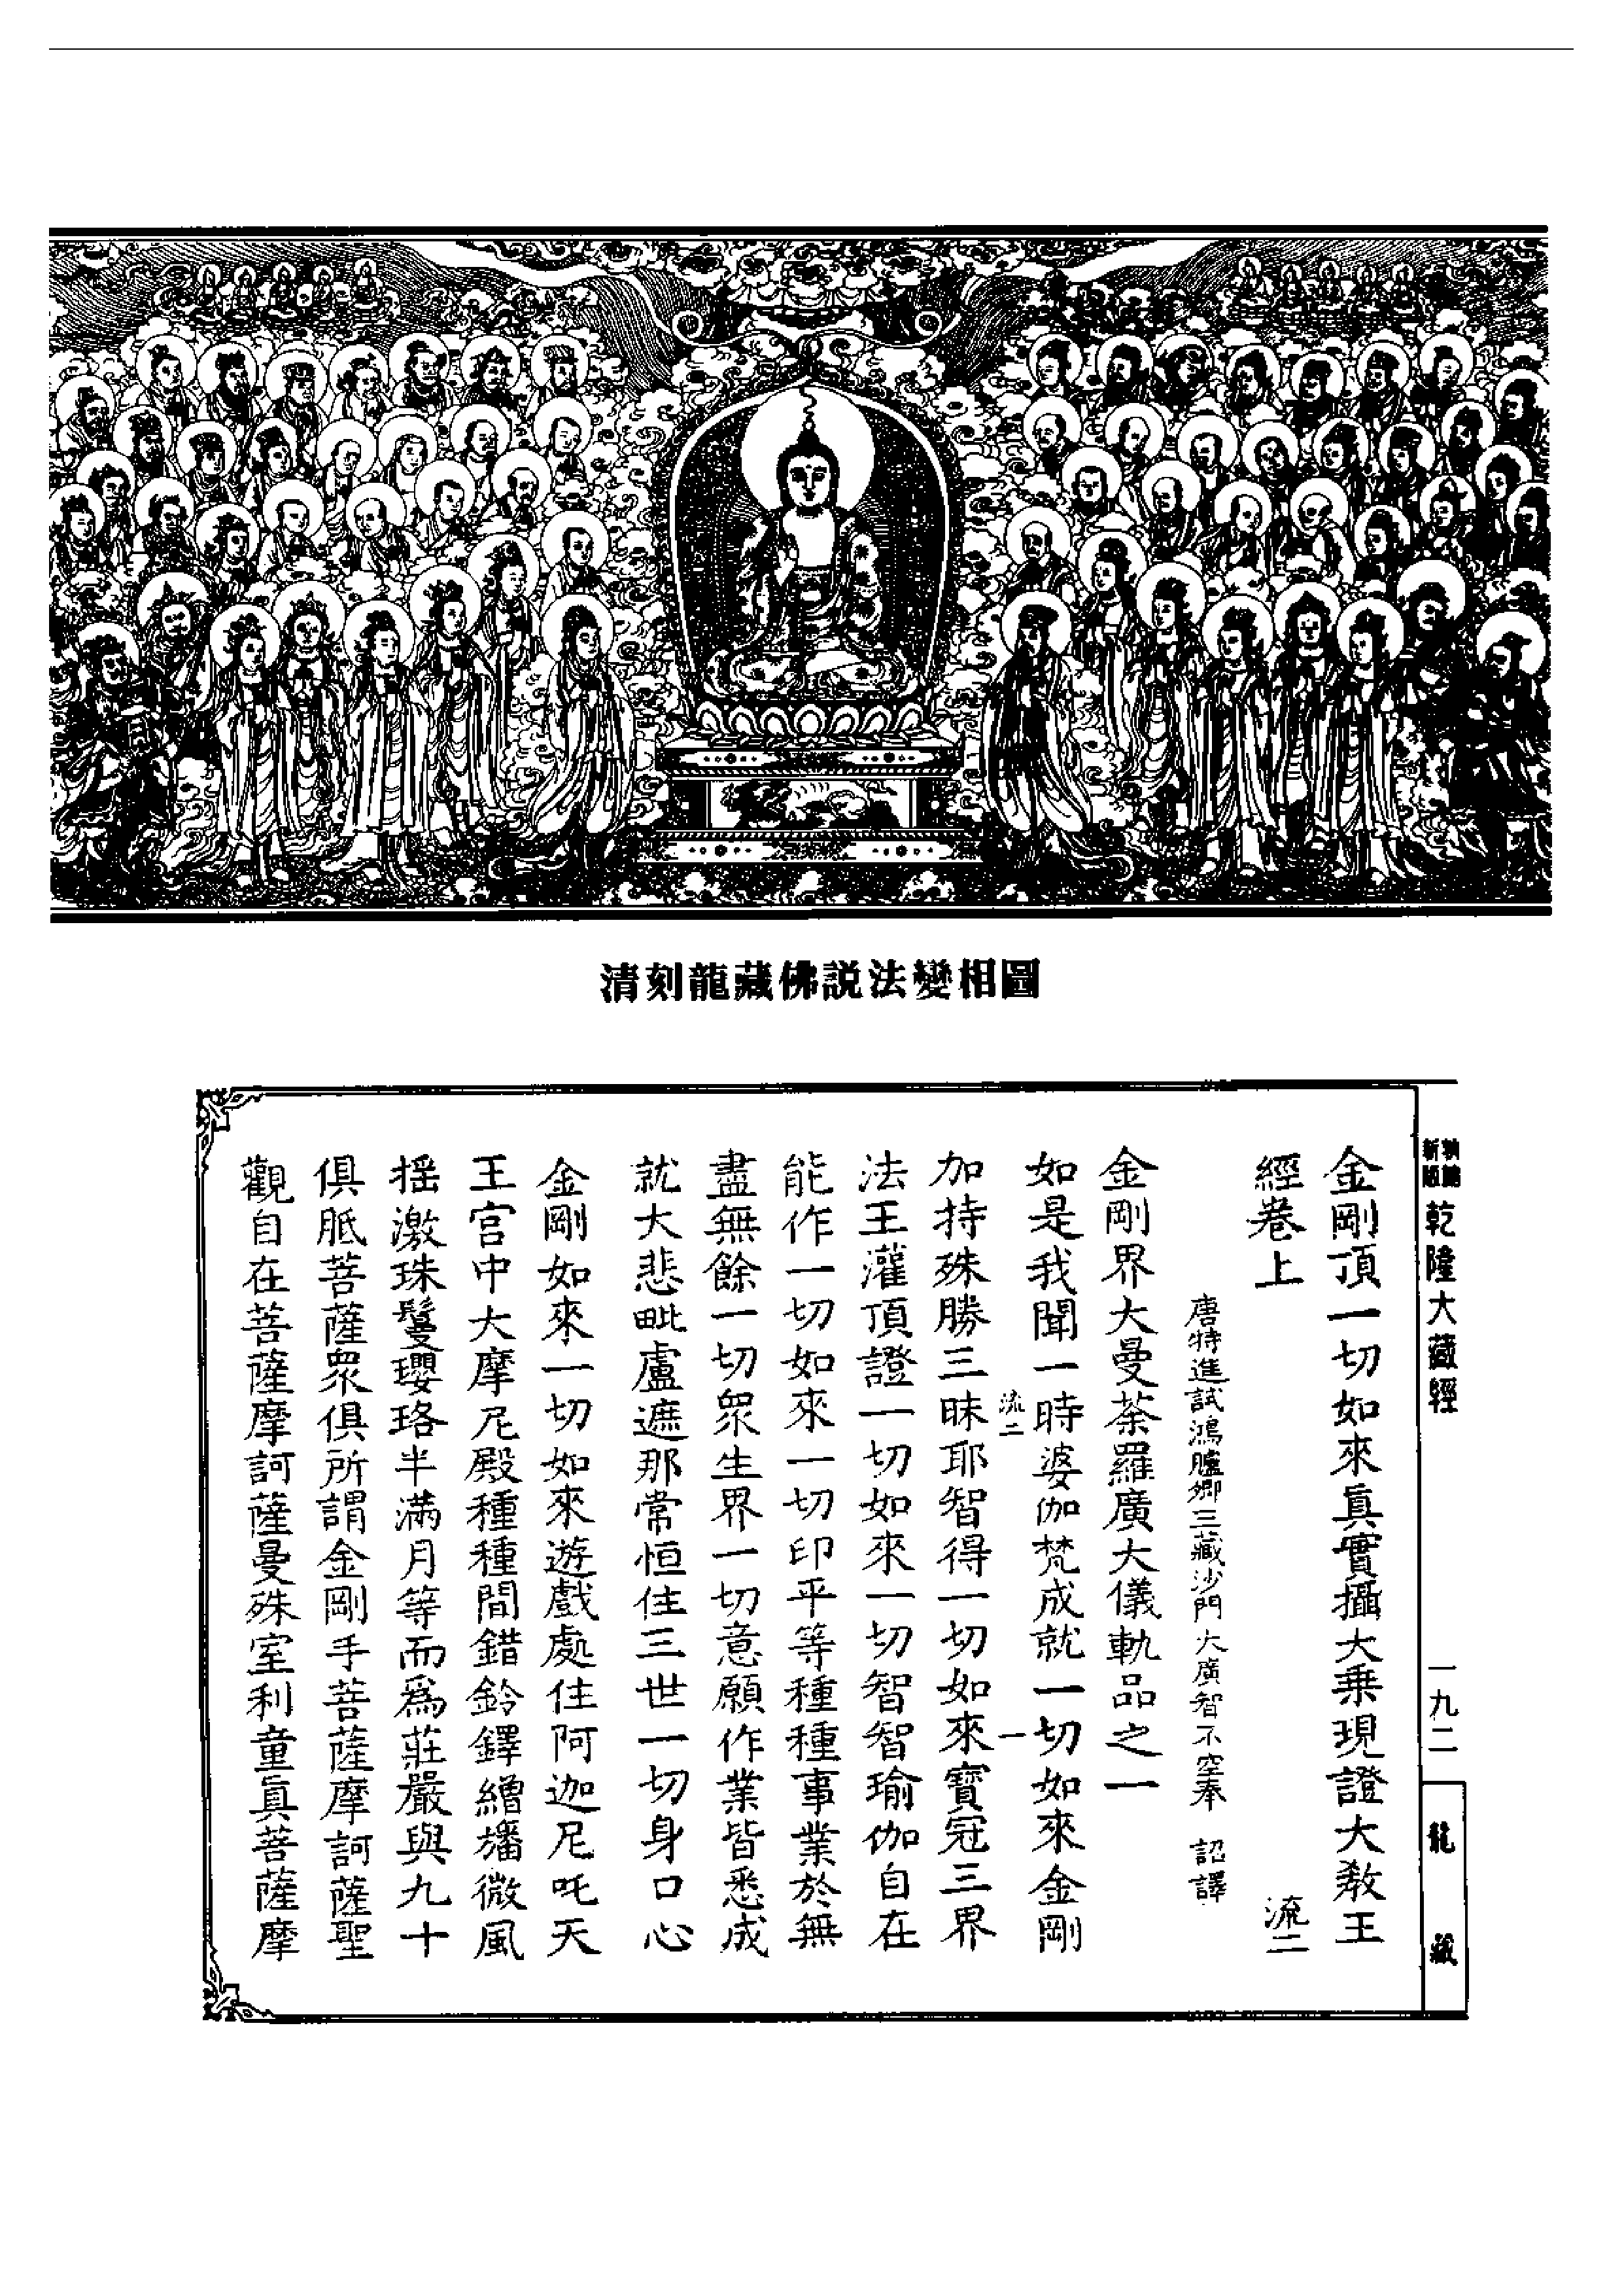 清刻龍藏佛説法變相圖
新編
新版
乾隆大藏經
一九二
龍藏
金剛頂一切如來眞實攝大乗現證大教王
經卷上
流二
唐特進試鴻臚卿三藏沙門大廣智不空奉 詔譯
金剛界大曼荼羅廣大儀軌品之一
如是我聞一時婆伽梵成就一切如來金剛
流二 一
加持殊勝三昧耶智得一切如來寶冠三界
法王灌頂證一切如來一切智智瑜伽自在
能作一切如來一切印平等種種事業於無
盡無餘一切衆生界一切意願作業皆悉成
就大悲毗盧遮那常恒住三世一切身口心
金剛如來一切如來遊戲處住阿迦尼吒天
王宮中大摩尼殿種種間錯鈴鐸繒旛微風
揺激珠鬘瓔珞半滿月等而爲莊嚴與九十
俱胝菩薩衆俱所謂金剛手菩薩摩訶薩聖
觀自在菩薩摩訶薩曼殊室利童眞菩薩摩